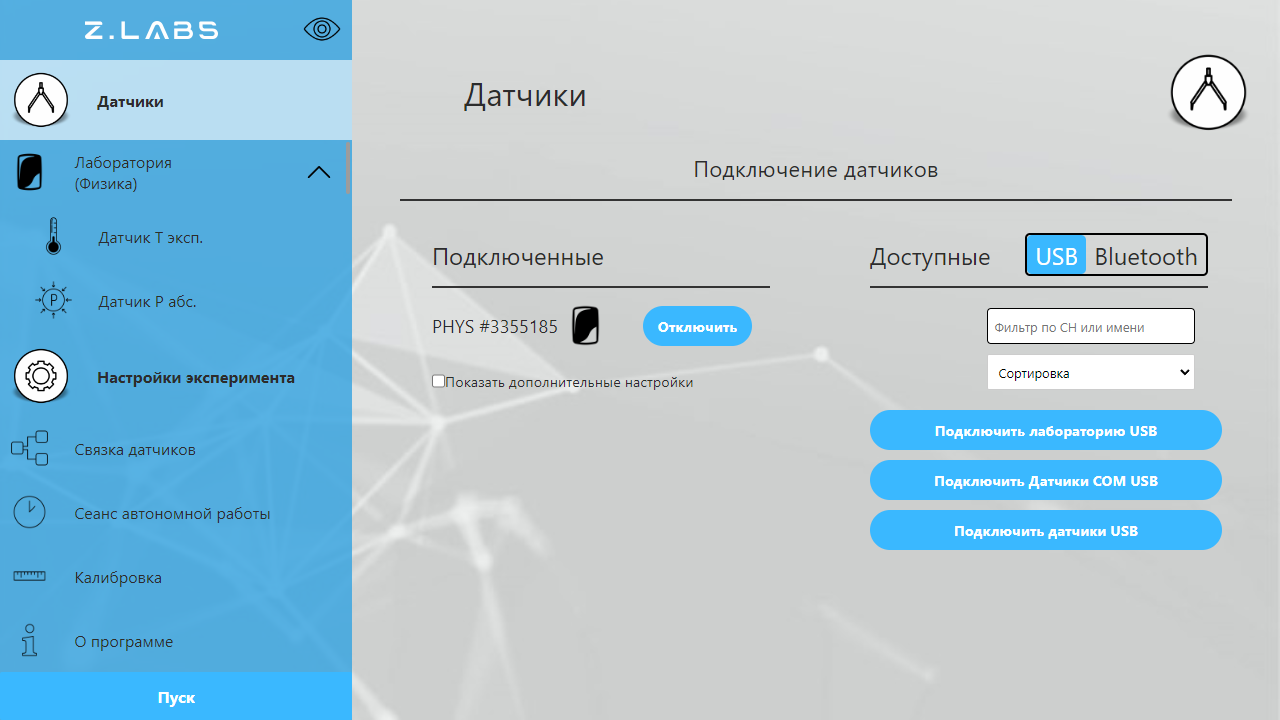 Z.LABS
Датчики
Лаборатория
(Физика)
Датчик Т эксп.
P
Датчик Р абс.
Настройки эксперимента
Связка датчиков
Сеанс автономной работы
Калибровка
О программе
Пуск
Датчики
Подключение датчиков
Подключенные
PHYS #3355185
Отключить
Показать дополнительные настройки
Доступные
USB Bluetooth
Фильтр по СН или имени
Сортировка
Подключить лабораторию USB
Подключить Датчики COM USB
Подключить датчики USB